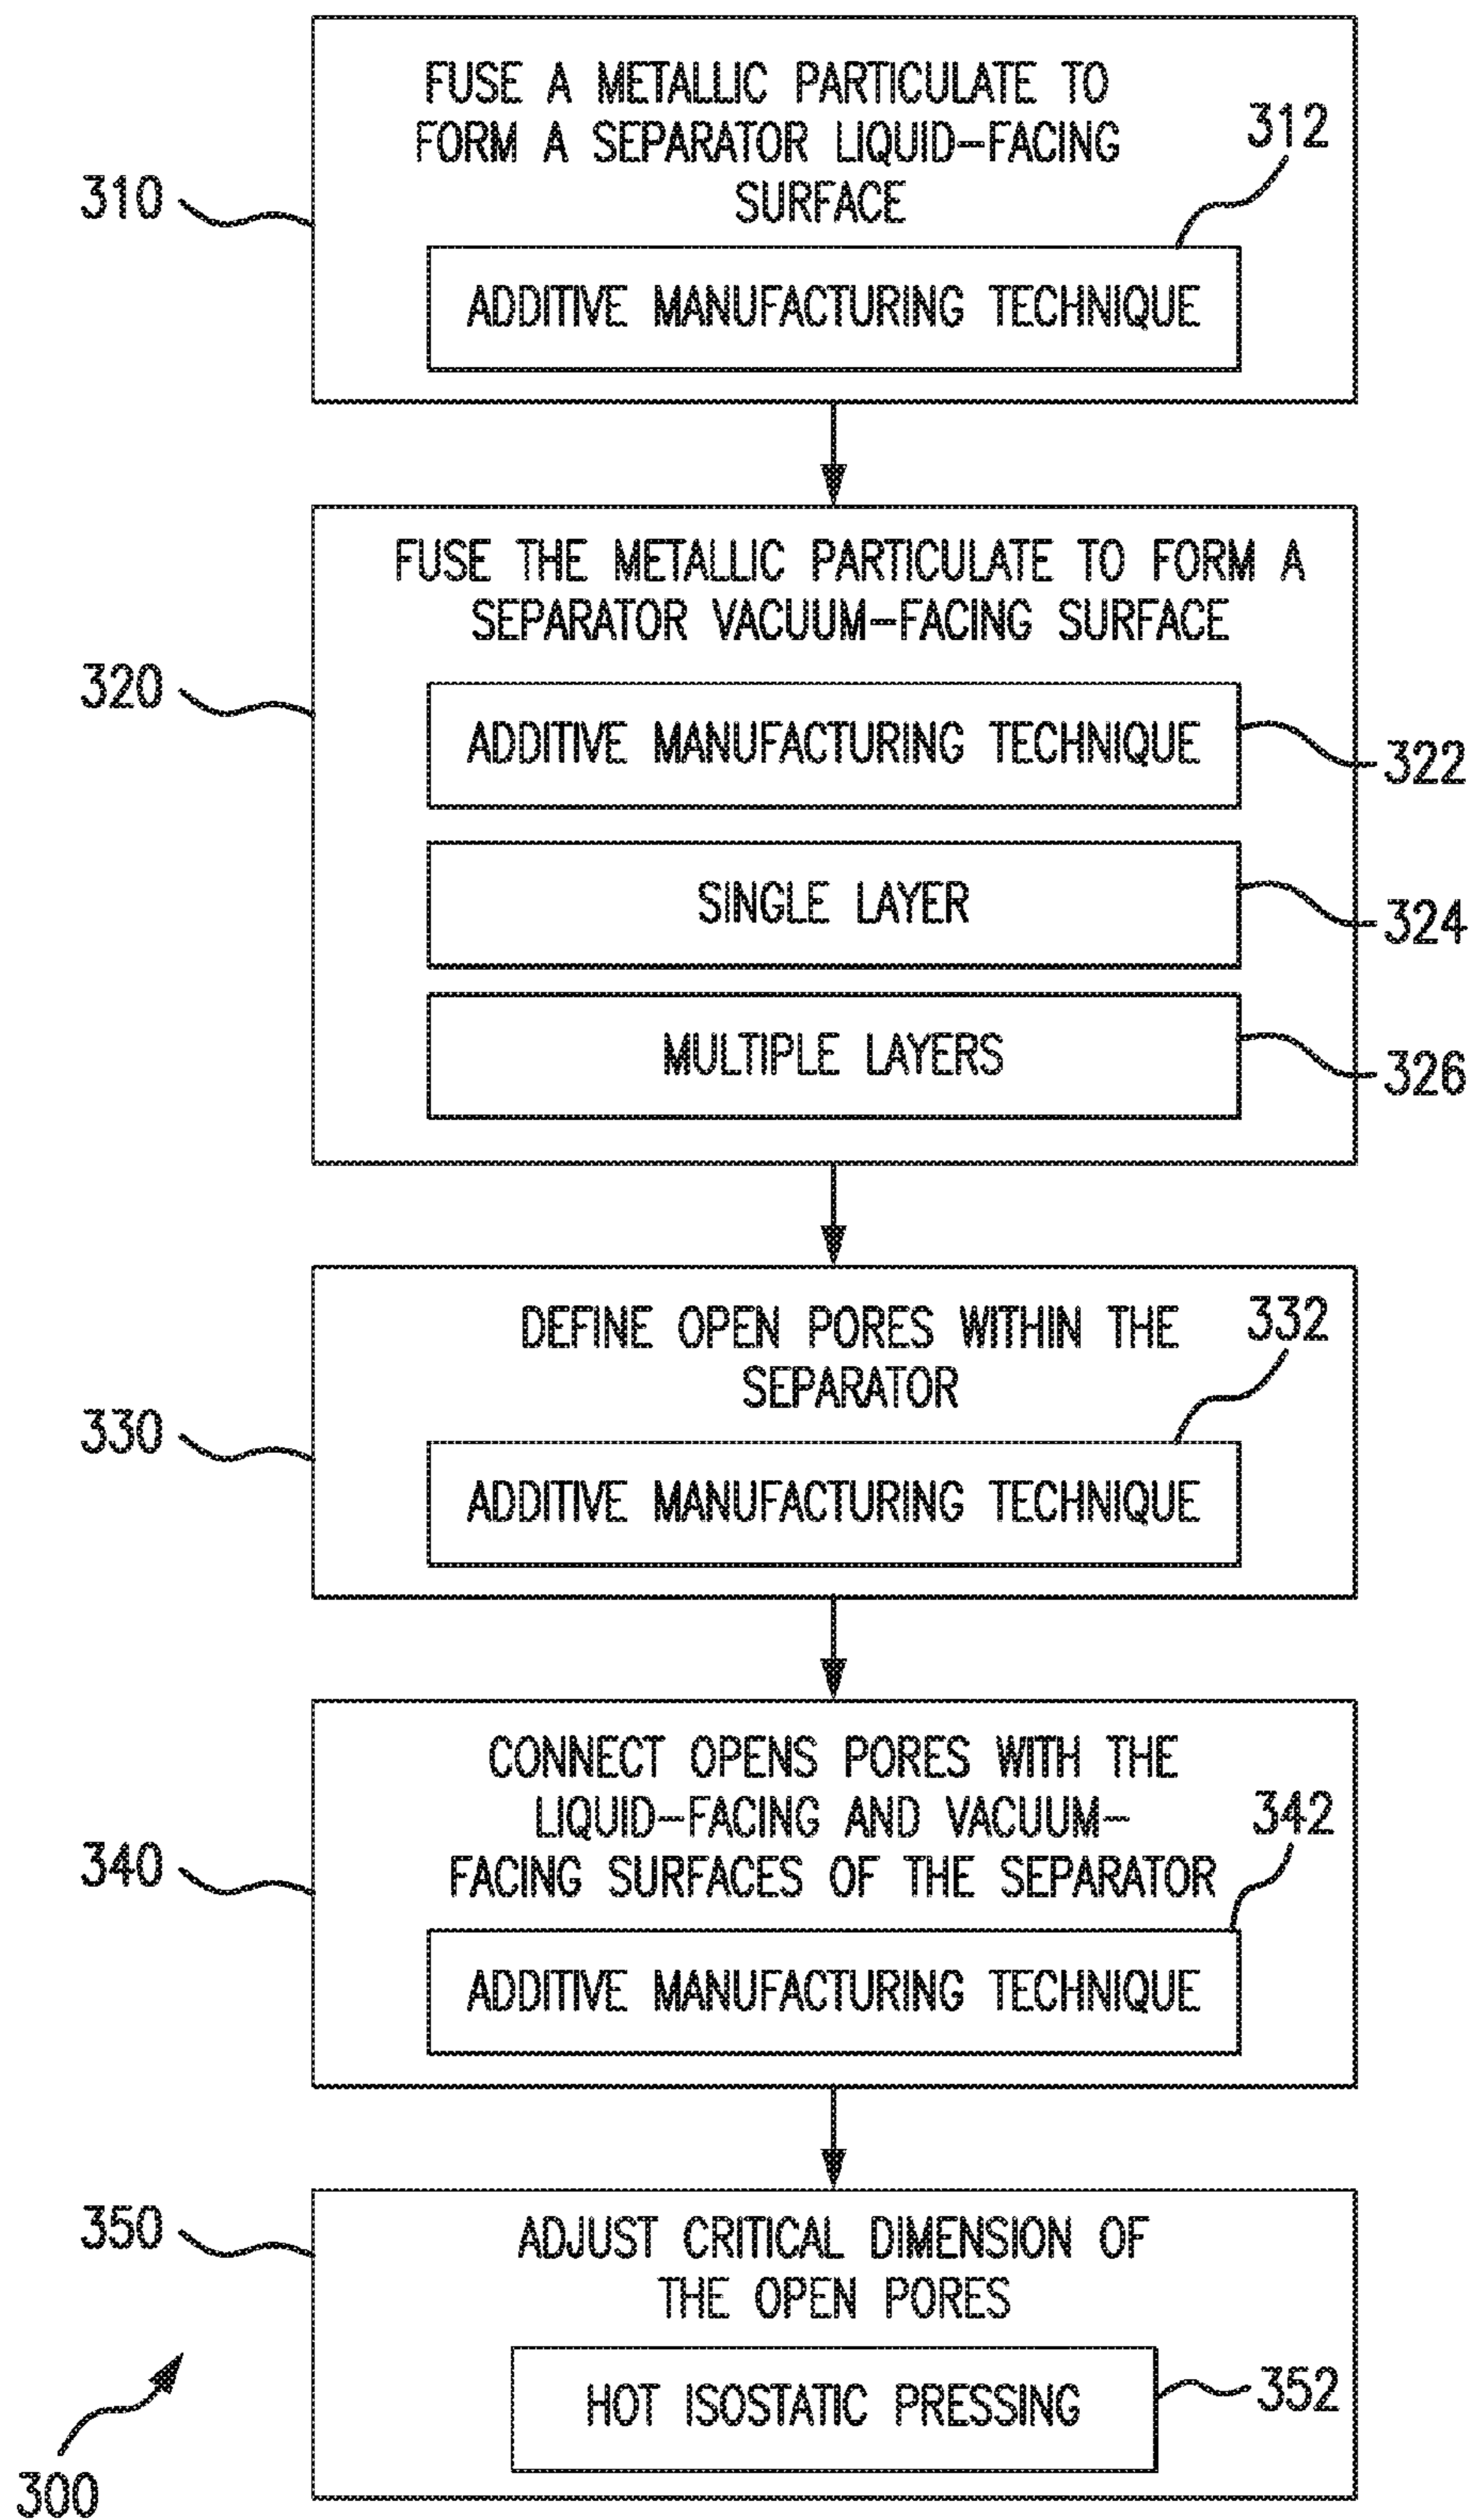 FUSE A METALLIC PARTICULATE TO
FORM A SEPARATOR LIQUID-FACING
SURFACE
312
310
ADDITIVE MANUFACTURING TECHNIQUE
FUSE THE METALLIC PARTICULATE TO FORM A
SEPARATOR VACUUM-FACING SURFACE
320
ADDITIVE MANUFACTURING TECHNIQUE
322
SINGLE LAYER
324
MULTIPLE LAYERS
326
DEFINE OPEN PORES WITHIN THE
SEPARATOR
332
330
ADDITIVE MANUFACTURING TECHNIQUE
CONNECT OPENS PORES WITH THE
LIQUID-FACING AND VACUUM-
FACING SURFACES OF THE SEPARATOR
342
340
ADDITIVE MANUFACTURING TECHNIQUE
350
ADJUST CRITICAL DIMENSION OF
THE OPEN PORES
HOT ISOSTATIC PRESSING
352
300